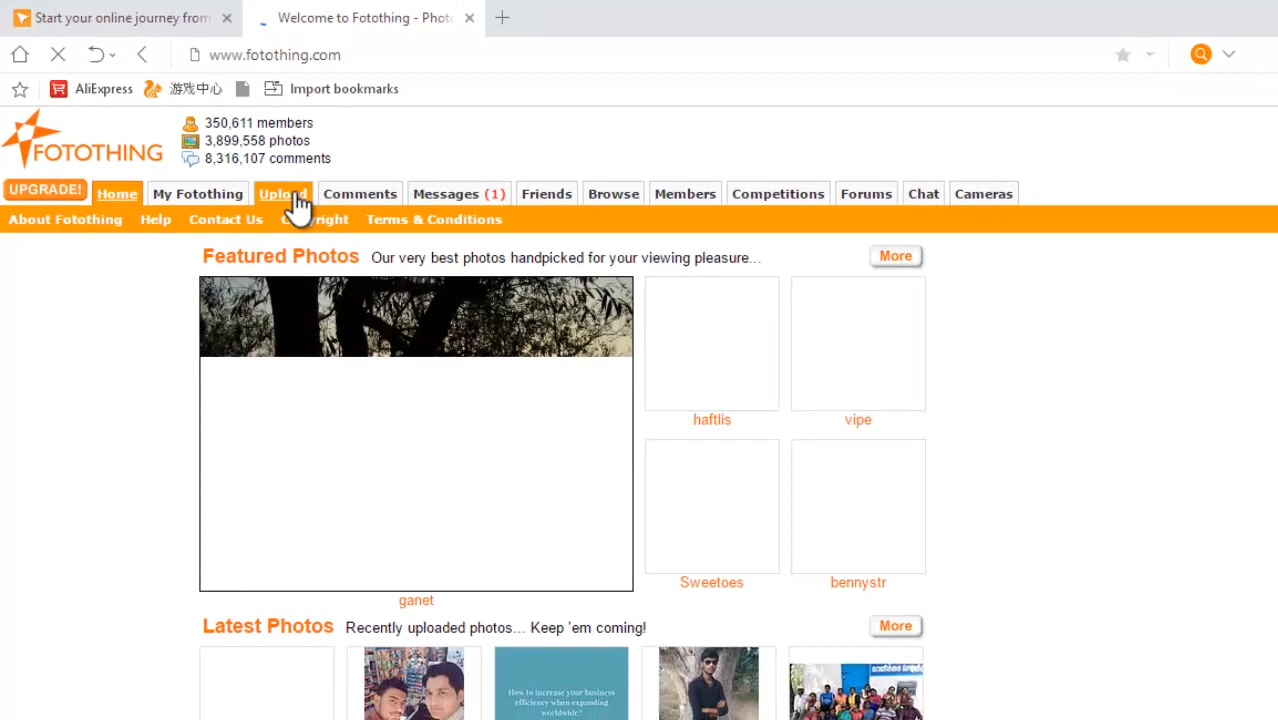 Start your online journey from
Welcome to Fotothing - Phot
www.fotothing.com
AliExpress 游戏中心 Import bookmarks
FOTOTHING
350,611 members
3,899,558 photos
8,316,107 comments
UPGRADE! Home My Fotothing Upload Comments Messages (1) Friends Browse Members Competitions Forums Chat Cameras
About Fotothing Help Contact Us Copyright Terms & Conditions
Featured Photos Our very best photos handpicked for your viewing pleasure... More
haftlis vipe
Sweetoes bennystr
ganet
Latest Photos Recently uploaded photos... Keep 'em coming! More
How to increase your business
efficiency when expanding
worldwide?